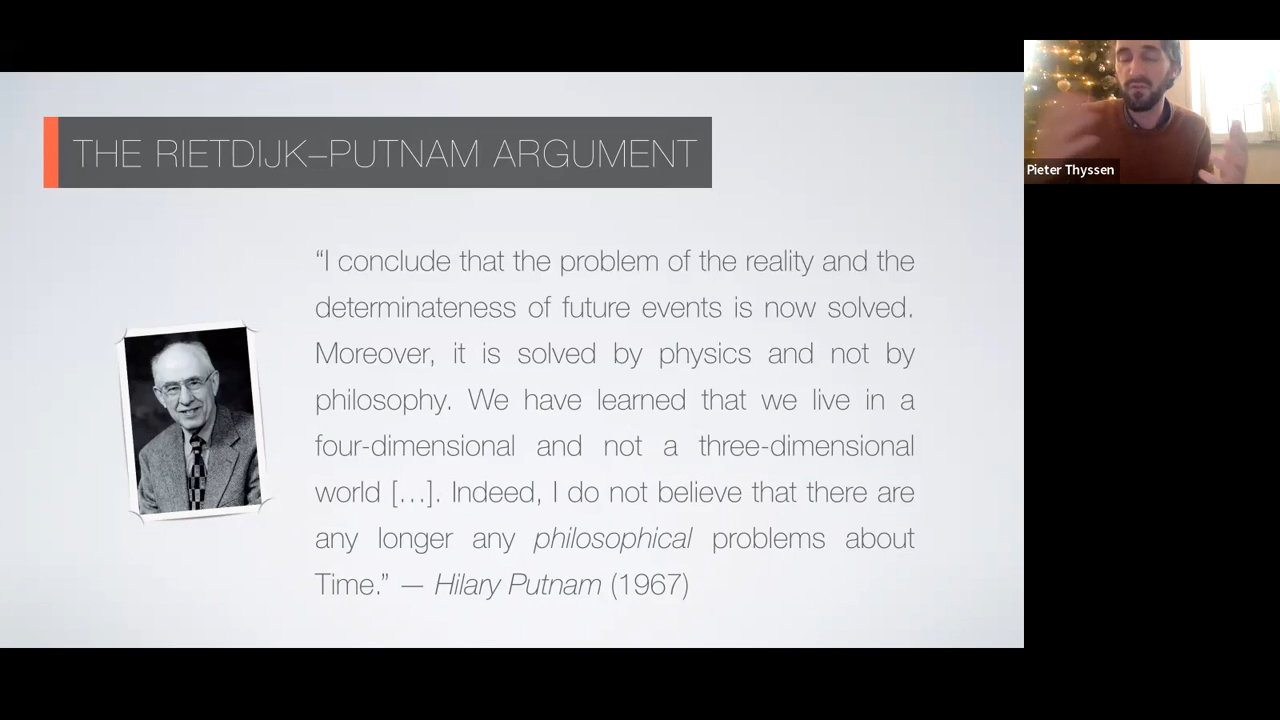 THE RIETDIJK–PUTNAM ARGUMENT
“I conclude that the problem of the reality and the
determinateness of future events is now solved.
Moreover, it is solved by physics and not by
philosophy. We have learned that we live in a
four-dimensional and not a three-dimensional
world […]. Indeed, I do not believe that there are
any longer any philosophical problems about
Time.” — Hilary Putnam (1967)
Pieter Thyssen